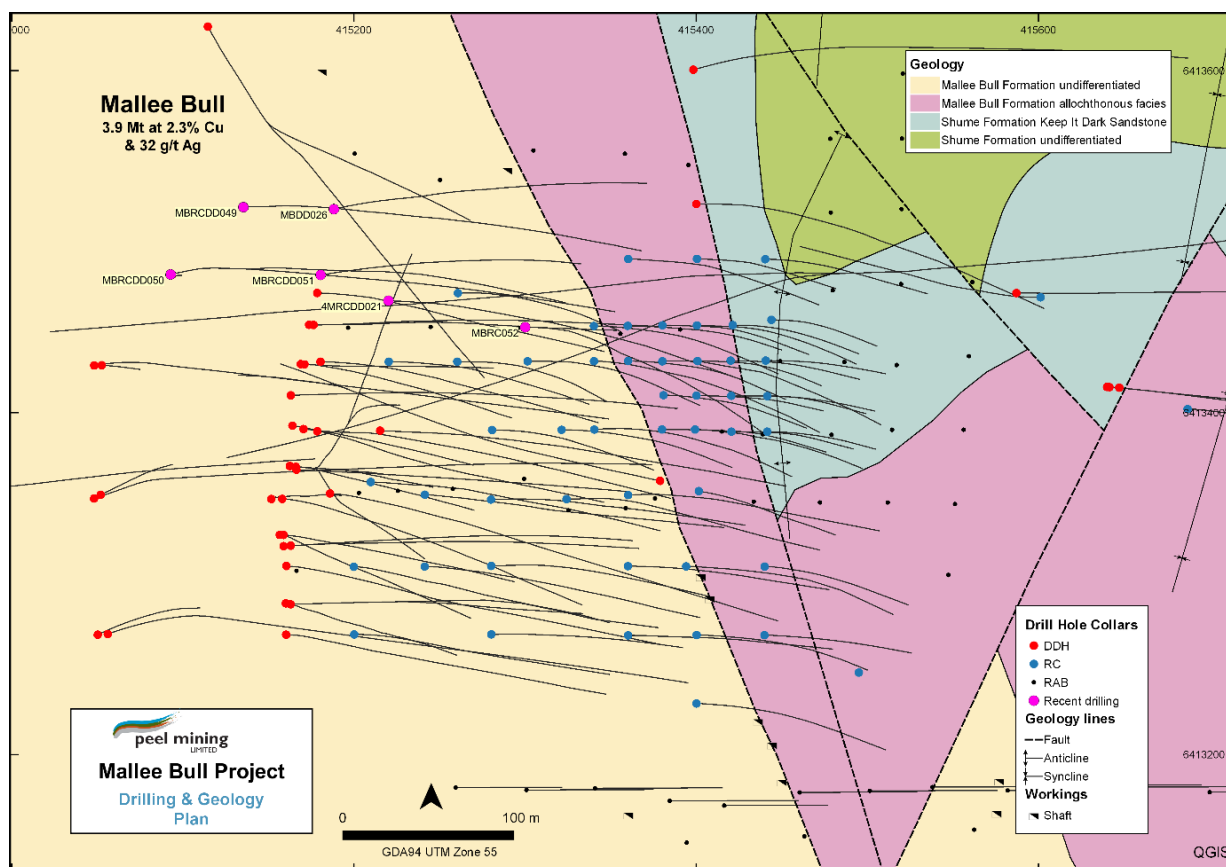 000
415200
415400
415600
6413600
Mallee Bull
3.9 Mt at 2.3% Cu
& 32 g/t Ag
Geology
Mallee Bull Formation undifferentiated
Mallee Bull Formation allochthonous facies
Shume Formation Keep It Dark Sandstone
Shume Formation undifferentiated
MBRCDD049
MBDD026
MBRCDD050
MBRCDD051
4MRCDD021
MBRC052
6413400
Drill Hole Collars
DDH
RC
RAB
Recent drilling
Geology lines
Fault
Anticline
Syncline
Workings
Shaft
6413200
peel mining
LIMITED
Mallee Bull Project
Drilling & Geology
Plan
0
100 m
GDA94 UTM Zone 55
QGIS